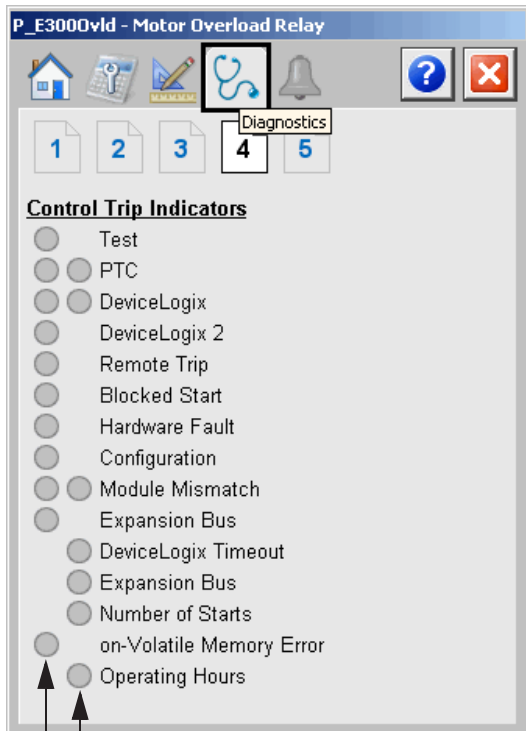 P_E300Ovld - Motor Overload Relay
?
Diagnostics
1 2 3 4 5
Control Trip Indicators
Test
PTC
DeviceLogix
DeviceLogix 2
Remote Trip
Blocked Start
Hardware Fault
Configuration
Module Mismatch
Expansion Bus
DeviceLogix Timeout
Expansion Bus
Number of Starts
on-Volatile Memory Error
Operating Hours